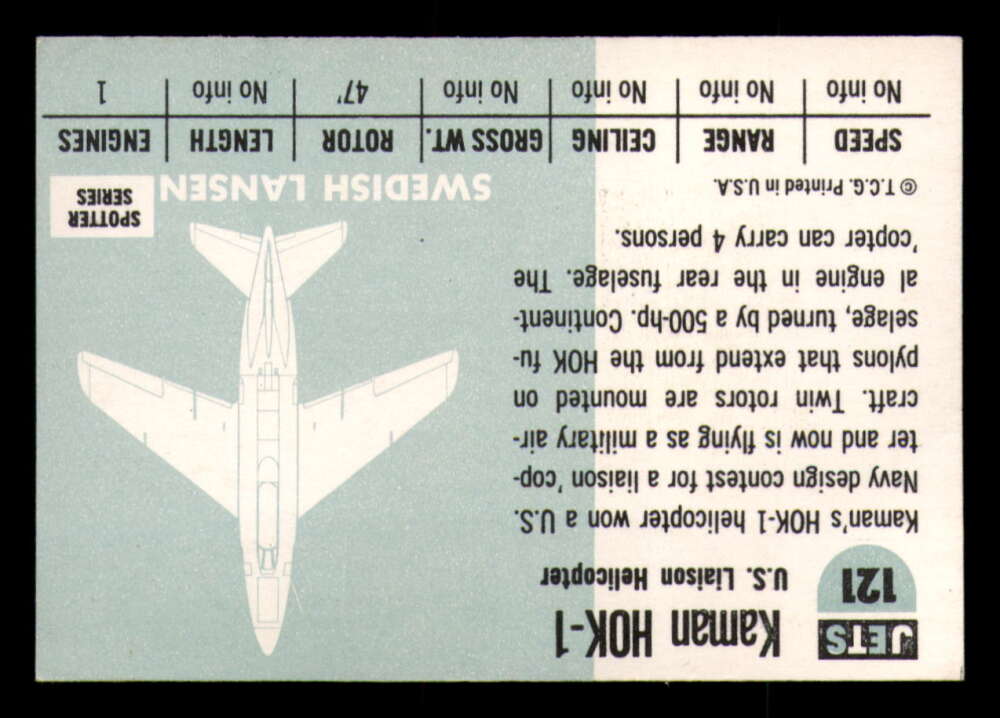 JETS
121
Kaman HOK-1
U.S. Liaison Helicopter
Kaman's HOK-1 helicopter won a U.S.
Navy design contest for a liaison 'cop-
ter and now is flying as a military air-
craft. Twin rotors are mounted on
pylons that extend from the HOK fu-
selage, turned by a 500-hp. Continent-
al engine in the rear fuselage. The
'copter can carry 4 persons.
© T.C.G. Printed in U.S.A.
SWEDISH LANSEN
SPOTTER
SERIES
SPEED RANGE CEILING GROSS WT. ROTOR LENGTH ENGINES
No info No info No info No info 47' No info 1